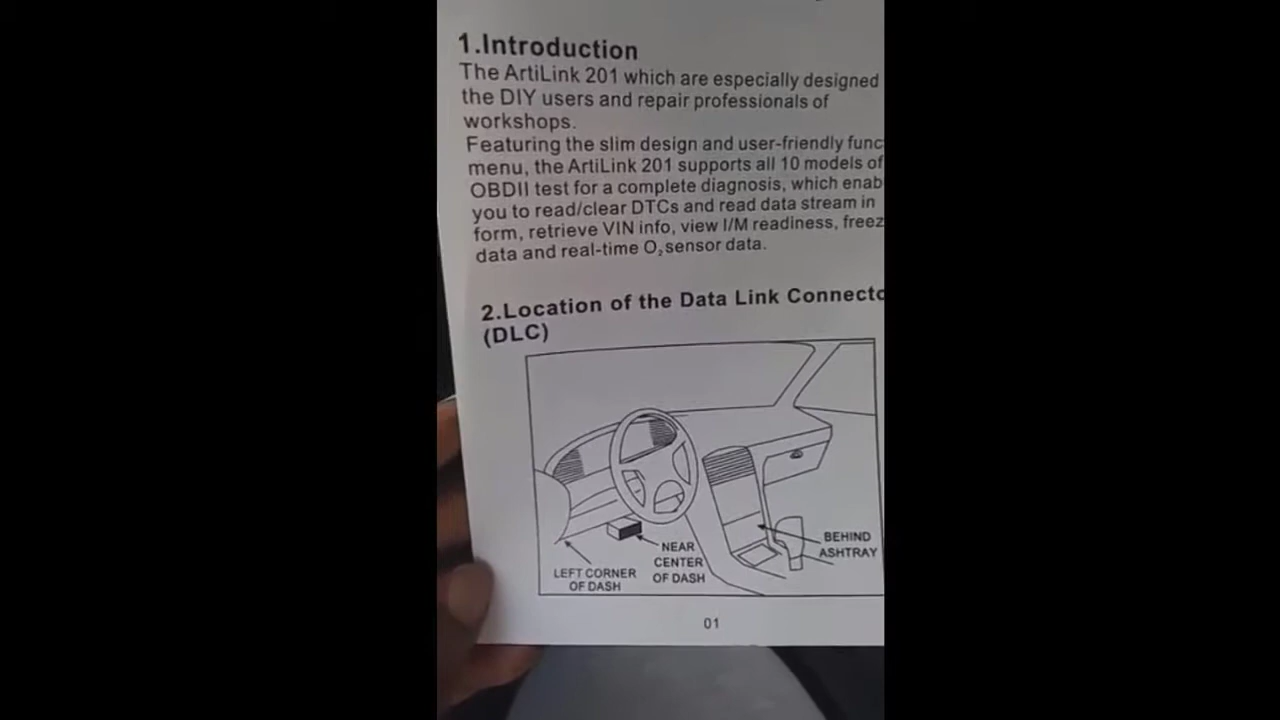 1.Introduction
The ArtiLink 201 which are especially designed
the DIY users and repair professionals of
workshops.
Featuring the slim design and user-friendly
menu, the ArtiLink 201 supports all 10 models of
OBDII test for a complete diagnosis, which
you to read/clear DTCs and read data stream in
form, retrieve VIN info, view I/M readiness,
data and real-time O₂sensor data.
2.Location of the Data Link
(DLC)
BEHIND
ASHTRAY
NEAR
CENTER
OF DASH
LEFT CORNER
OF DASH
01